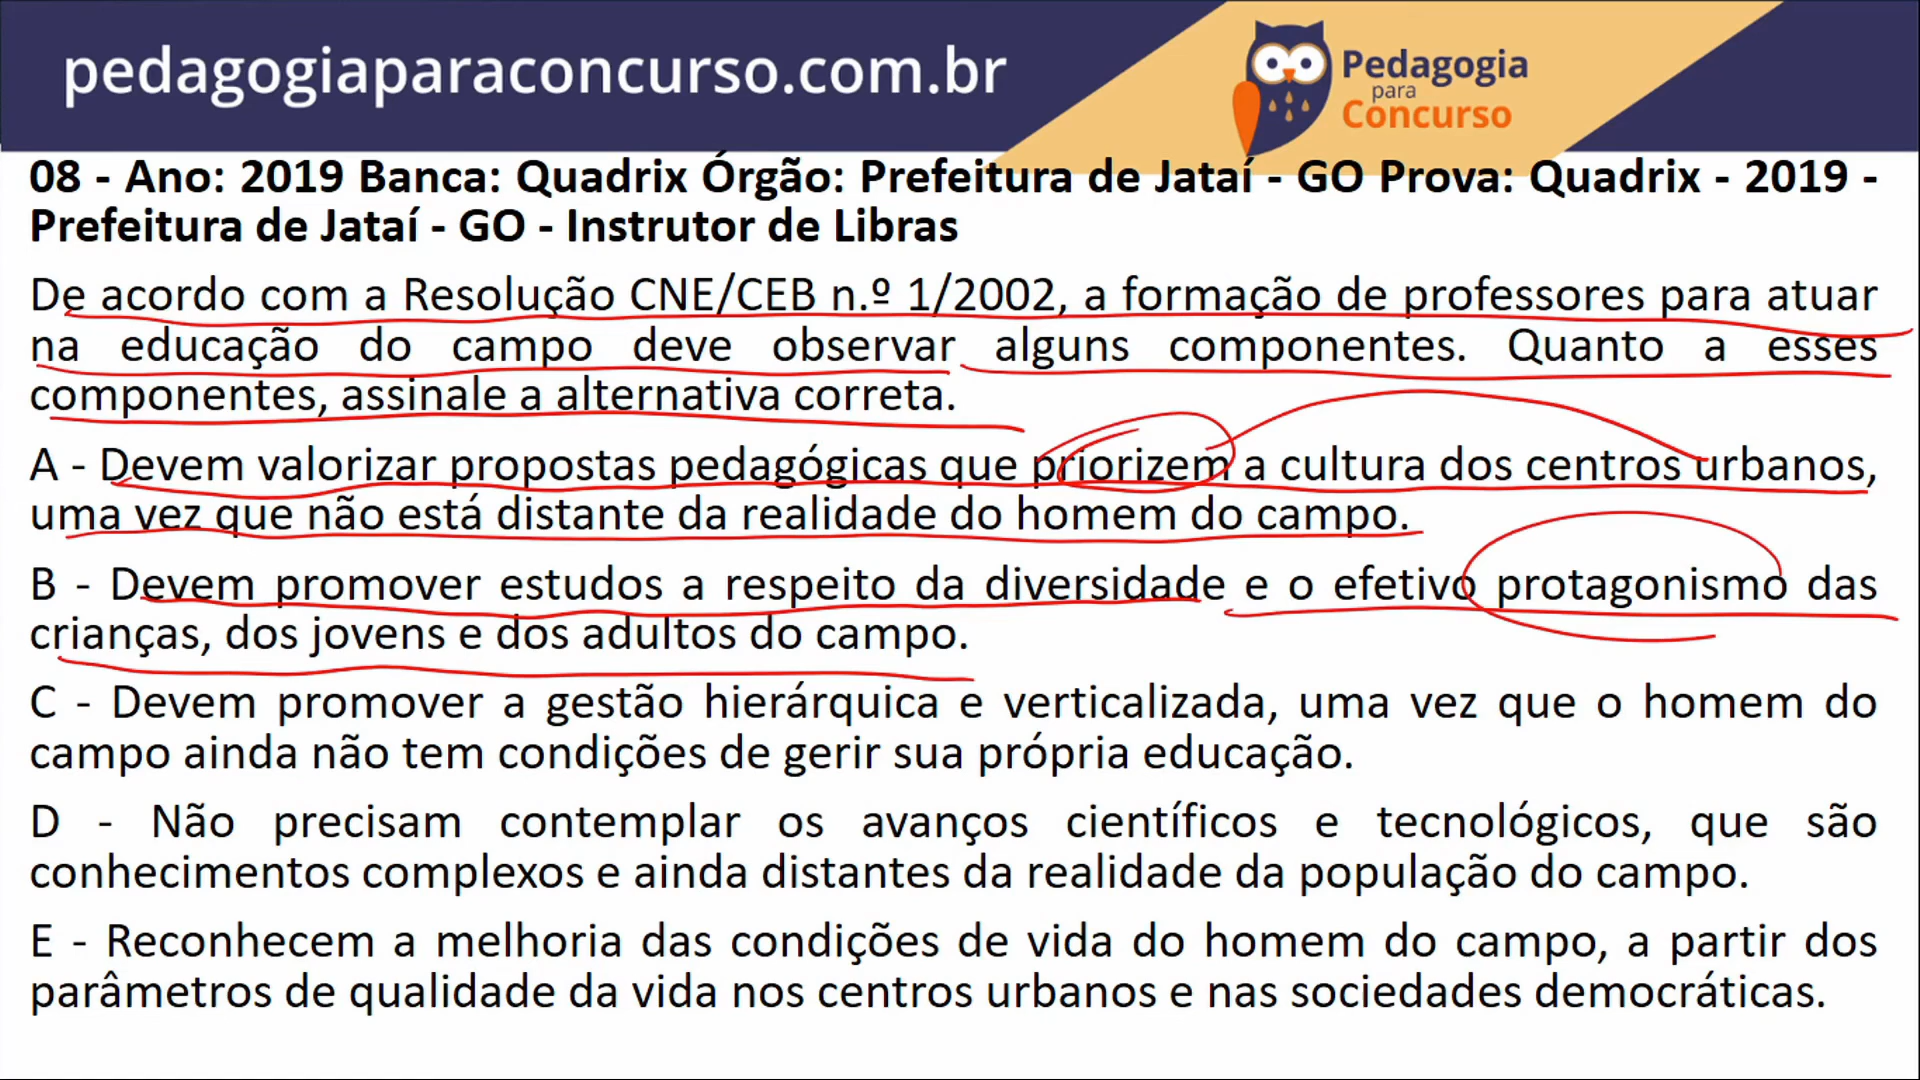 pedagogiaparaconcurso.com.br
Pedagogia
para
Concurso
08 - Ano: 2019 Banca: Quadrix Órgão: Prefeitura de Jataí - GO Prova: Quadrix - 2019 -
Prefeitura de Jataí - GO - Instrutor de Libras
De acordo com a Resolução CNE/CEB n.º 1/2002, a formação de professores para atuar
na educação do campo deve observar alguns componentes. Quanto a esses
componentes, assinale a alternativa correta.
A - Devem valorizar propostas pedagógicas que priorizem a cultura dos centros urbanos,
uma vez que não está distante da realidade do homem do campo.
B - Devem promover estudos a respeito da diversidade e o efetivo protagonismo das
crianças, dos jovens e dos adultos do campo.
C - Devem promover a gestão hierárquica e verticalizada, uma vez que o homem do
campo ainda não tem condições de gerir sua própria educação.
D - Não precisam contemplar os avanços científicos e tecnológicos, que são
conhecimentos complexos e ainda distantes da realidade da população do campo.
E - Reconhecem a melhoria das condições de vida do homem do campo, a partir dos
parâmetros de qualidade da vida nos centros urbanos e nas sociedades democráticas.